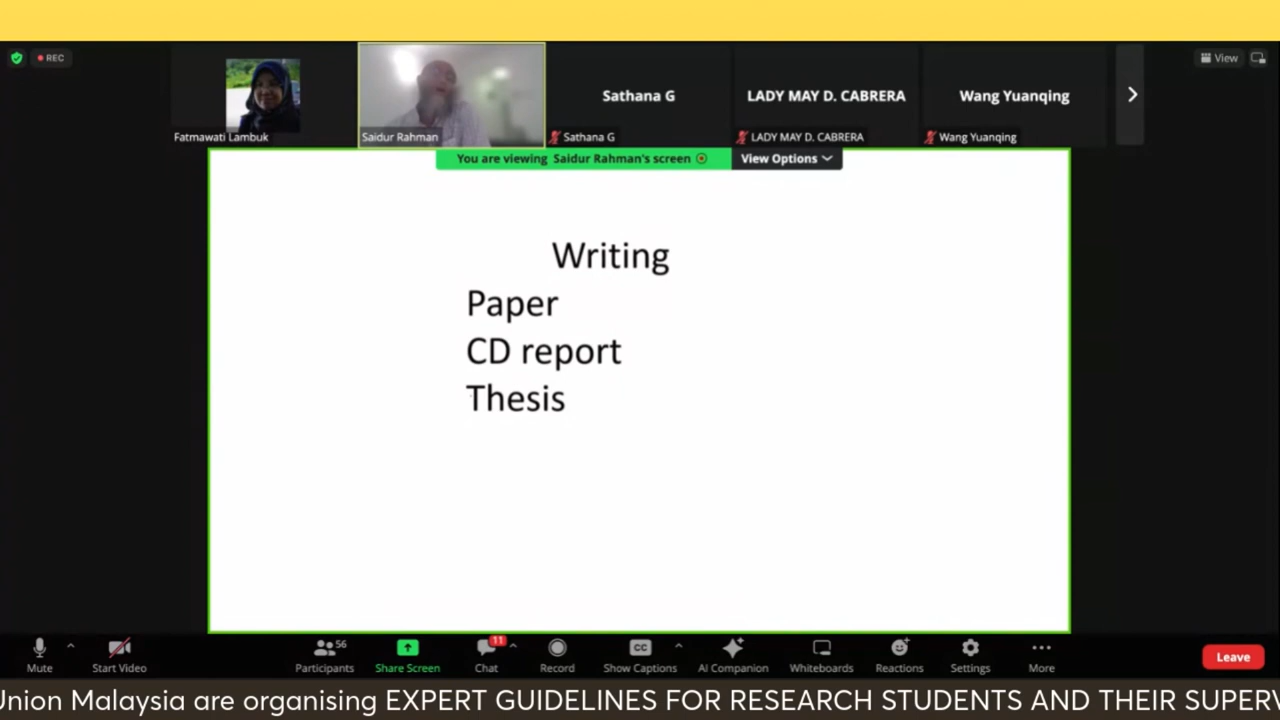 REC
View
Sathana G
LADY MAY D. CABRERA
Wang Yuanqing
Fatmawati Lambuk
Saidur Rahman
Sathana G
LADY MAY D. CABRERA
Wang Yuanqing
You are viewing Saidur Rahman's screen
View Options
Writing
Paper
CD report
Thesis
56
11
CC
Mute
Start Video
Participants
Share Screen
Chat
Record
Show Captions
AI Companion
Whiteboards
Reactions
Settings
More
Leave
Union Malaysia are organising EXPERT GUIDELINES FOR RESEARCH STUDENTS AND THEIR SUPERV